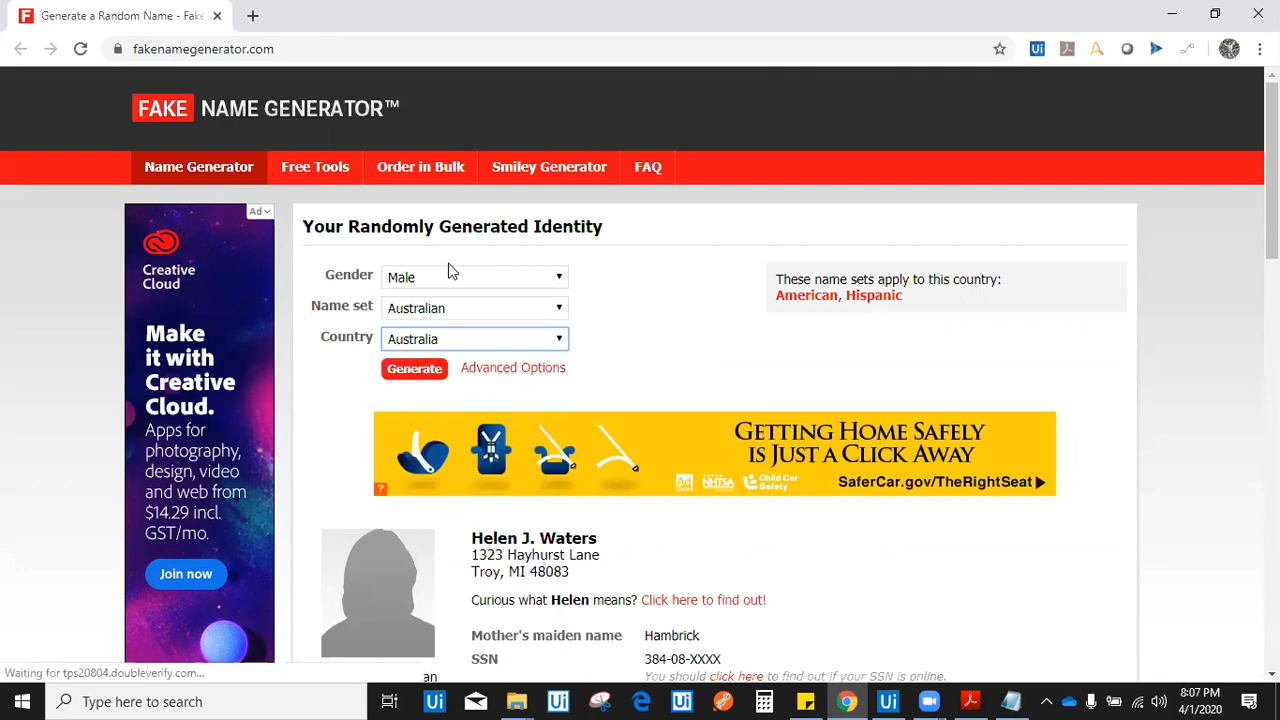 Generate a Random Name - Fake
fakenamegenerator.com
FAKE NAME GENERATOR™
Name Generator Free Tools Order in Bulk Smiley Generator FAQ
Ad
Creative
Cloud
Make
it with
Creative
Cloud.
Apps for
photography,
design, video
and web from
$14.29 incl.
GST/mo.
Join now
Your Randomly Generated Identity
Gender Male
Name set Australian
Country Australia
Generate Advanced Options
These name sets apply to this country:
American, Hispanic
GETTING HOME SAFELY
IS JUST A CLICK AWAY
Ad NHTSA Child Car Safety SaferCar.gov/TheRightSeat
?
Helen J. Waters
1323 Hayhurst Lane
Troy, MI 48083
Curious what Helen means? Click here to find out!
Mother's maiden name Hambrick
SSN 384-08-XXXX
You should click here to find out if your SSN is online.
an
Waiting for tps20804.doubleverify.com...
Type here to search
8:07 PM
4/1/2020